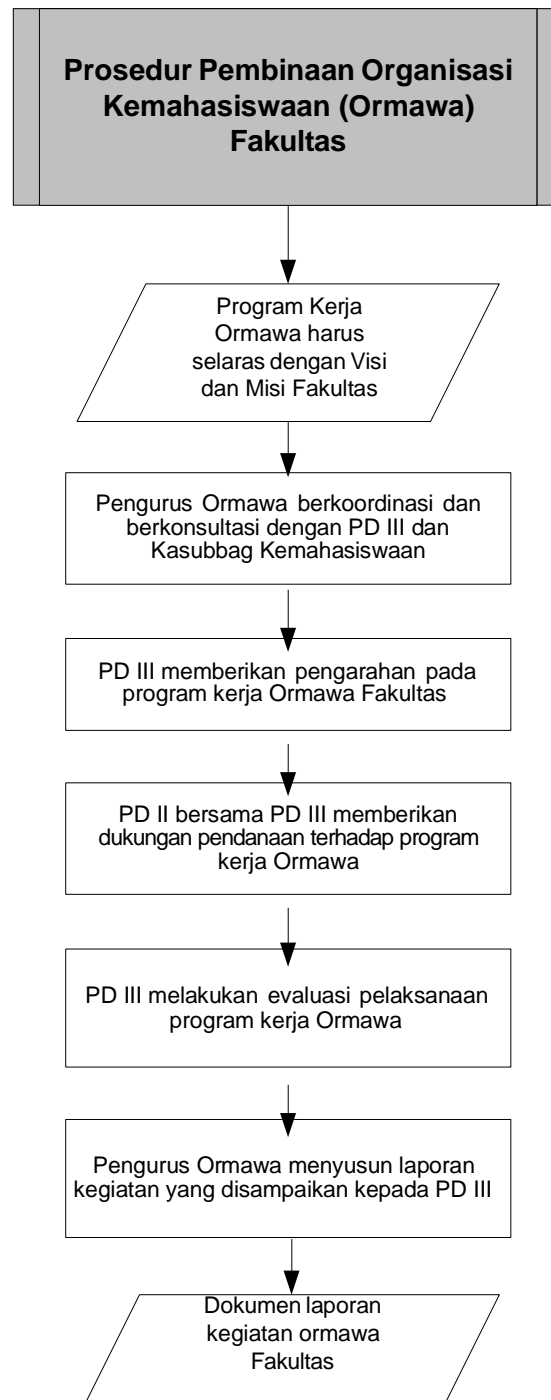 Prosedur Pembinaan Organisasi
Kemahasiswaan (Ormawa)
Fakultas
Program Kerja
Ormawa harus
selaras dengan Visi
dan Misi Fakultas
Pengurus Ormawa berkoordinasi dan
berkonsultasi dengan PD III dan
Kasubbag Kemahasiswaan
PD III memberikan pengarahan pada
program kerja Ormawa Fakultas
PD II bersama PD III memberikan
dukungan pendanaan terhadap program
kerja Ormawa
PD III melakukan evaluasi pelaksanaan
program kerja Ormawa
Pengurus Ormawa menyusun laporan
kegiatan yang disampaikan kepada PD III
Dokumen laporan
kegiatan ormawa
Fakultas